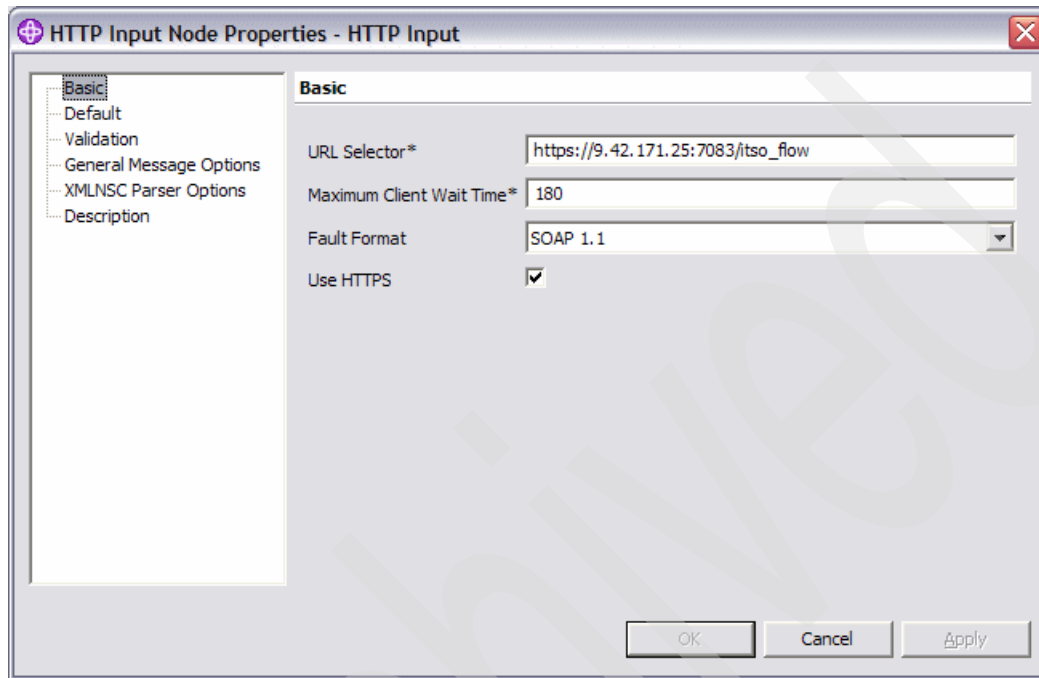 HTTP Input Node Properties - HTTP Input
Basic
Default
Validation
General Message Options
XMLNSC Parser Options
Description
Basic
URL Selector* https://9.42.171.25:7083/itso_flow
Maximum Client Wait Time* 180
Fault Format SOAP 1.1
Use HTTPS
OK Cancel Apply